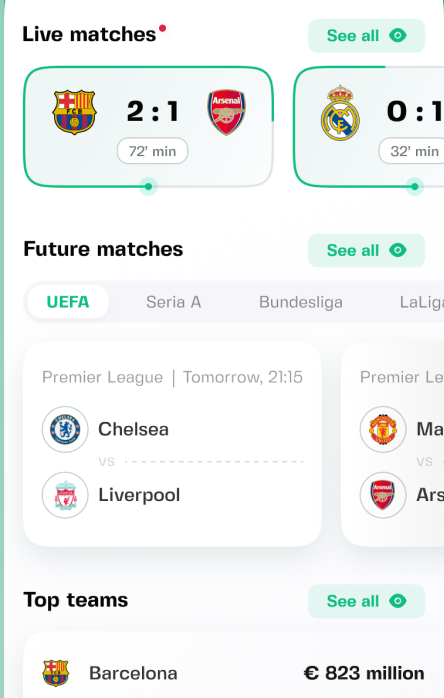 Live matches
See all
FCB
2 : 1
Arsenal
0 : 1
72' min
32' min
Future matches
See all
UEFA
Seria A
Bundesliga
LaLiga
Premier League | Tomorrow, 21:15
Premier Le
Chelsea
Ma
vs
vs
Liverpool
Arsenal
Ars
Top teams
See all
Barcelona
€ 823 million